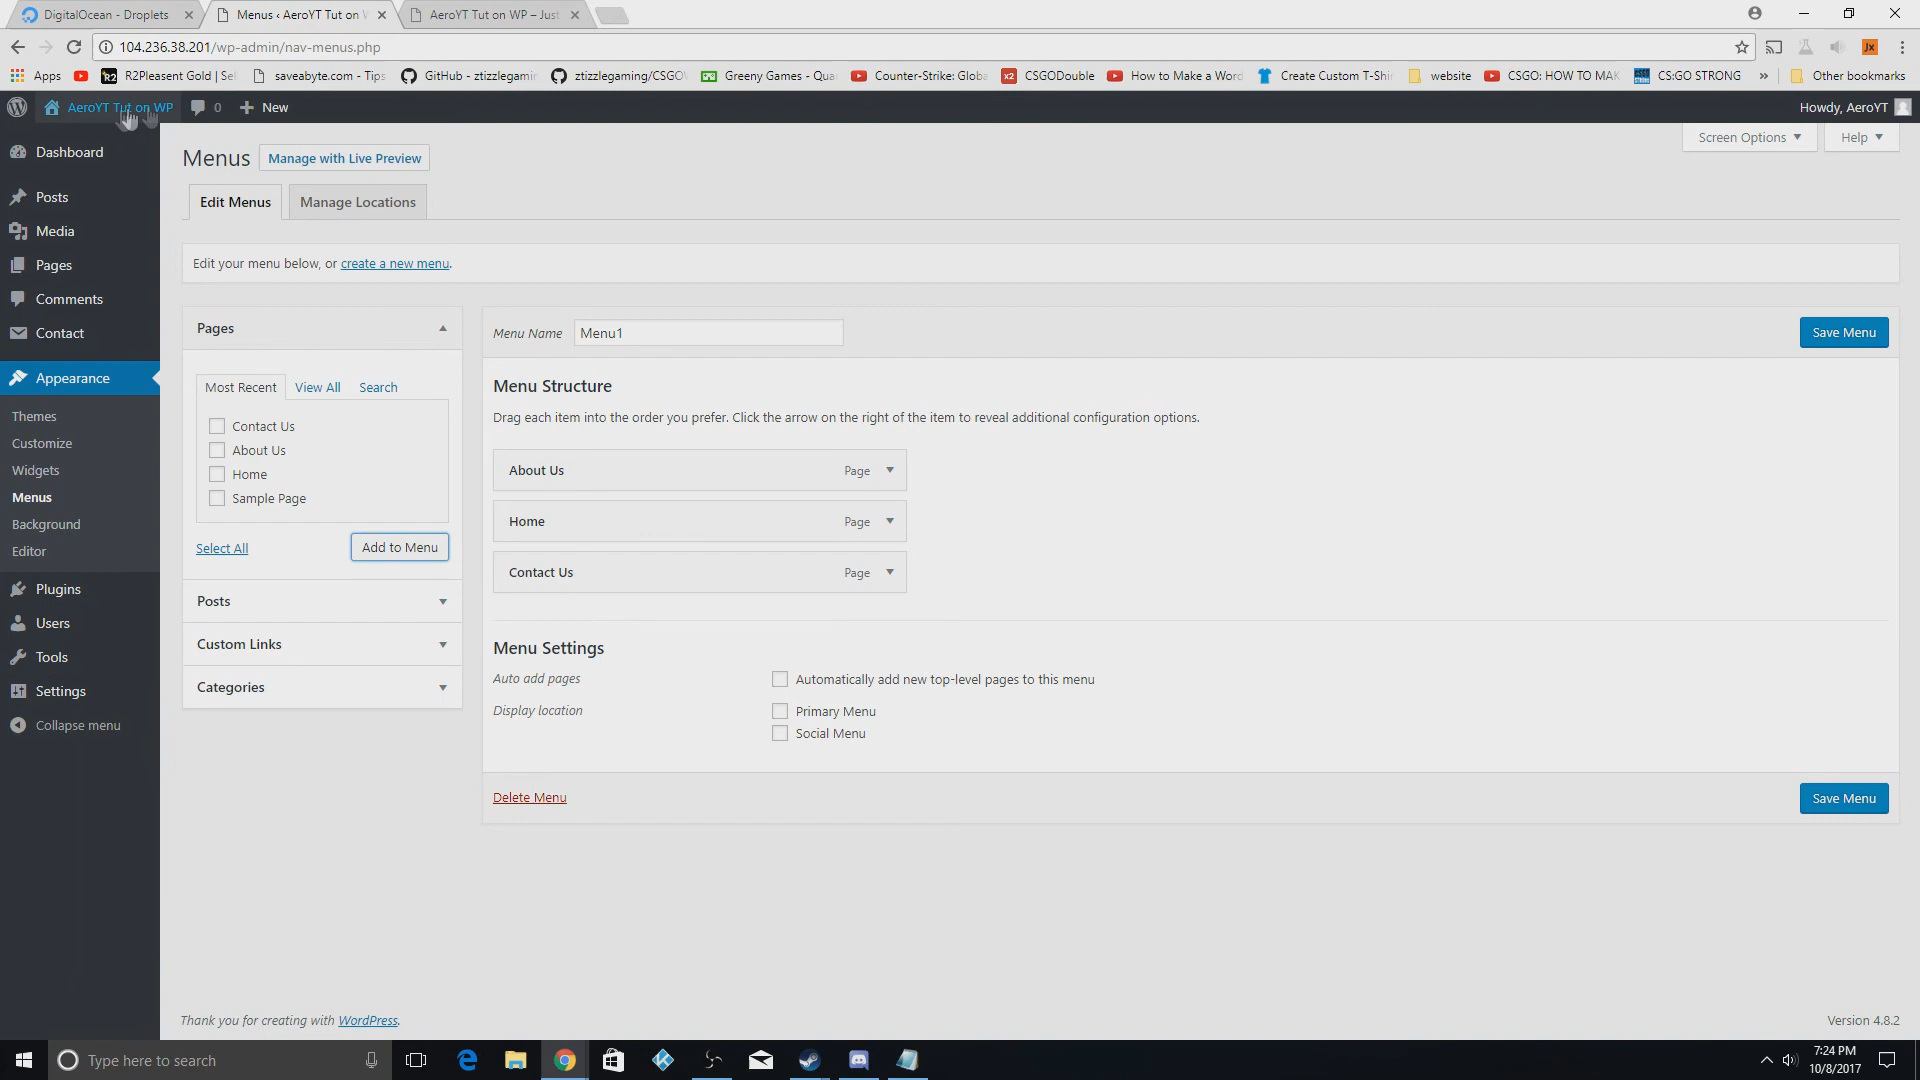 DigitalOcean - Droplets
Menus ‹ AeroYT Tut on W
AeroYT Tut on WP – Just
104.236.38.201/wp-admin/nav-menus.php
Jx
Apps
R2
R2Pleasent Gold | Se
saveabyte.com - Tips
GitHub - ztizzlegamin
ztizzlegaming/CSGO
Greeny Games - Qua
Counter-Strike: Globa
x2
CSGODouble
How to Make a Word
Create Custom T-Shir
website
CSGO: HOW TO MAK
CS:GO STRONG
»
Other bookmarks
AeroYT Tut on WP
0
New
Howdy, AeroYT
Screen Options
Help
Dashboard
Posts
Media
Pages
Comments
Contact
Appearance
Themes
Customize
Widgets
Menus
Background
Editor
Plugins
Users
Tools
Settings
Collapse menu
Menus
Manage with Live Preview
Edit Menus
Manage Locations
Edit your menu below, or create a new menu.
Pages
Most Recent
View All
Search
Contact Us
About Us
Home
Sample Page
Select All
Add to Menu
Posts
Custom Links
Categories
Menu Name
Menu1
Save Menu
Menu Structure
Drag each item into the order you prefer. Click the arrow on the right of the item to reveal additional configuration options.
About Us
Page
Home
Page
Contact Us
Page
Menu Settings
Auto add pages
Automatically add new top-level pages to this menu
Display location
Primary Menu
Social Menu
Delete Menu
Save Menu
Thank you for creating with WordPress.
Version 4.8.2
Type here to search
7:24 PM
10/8/2017